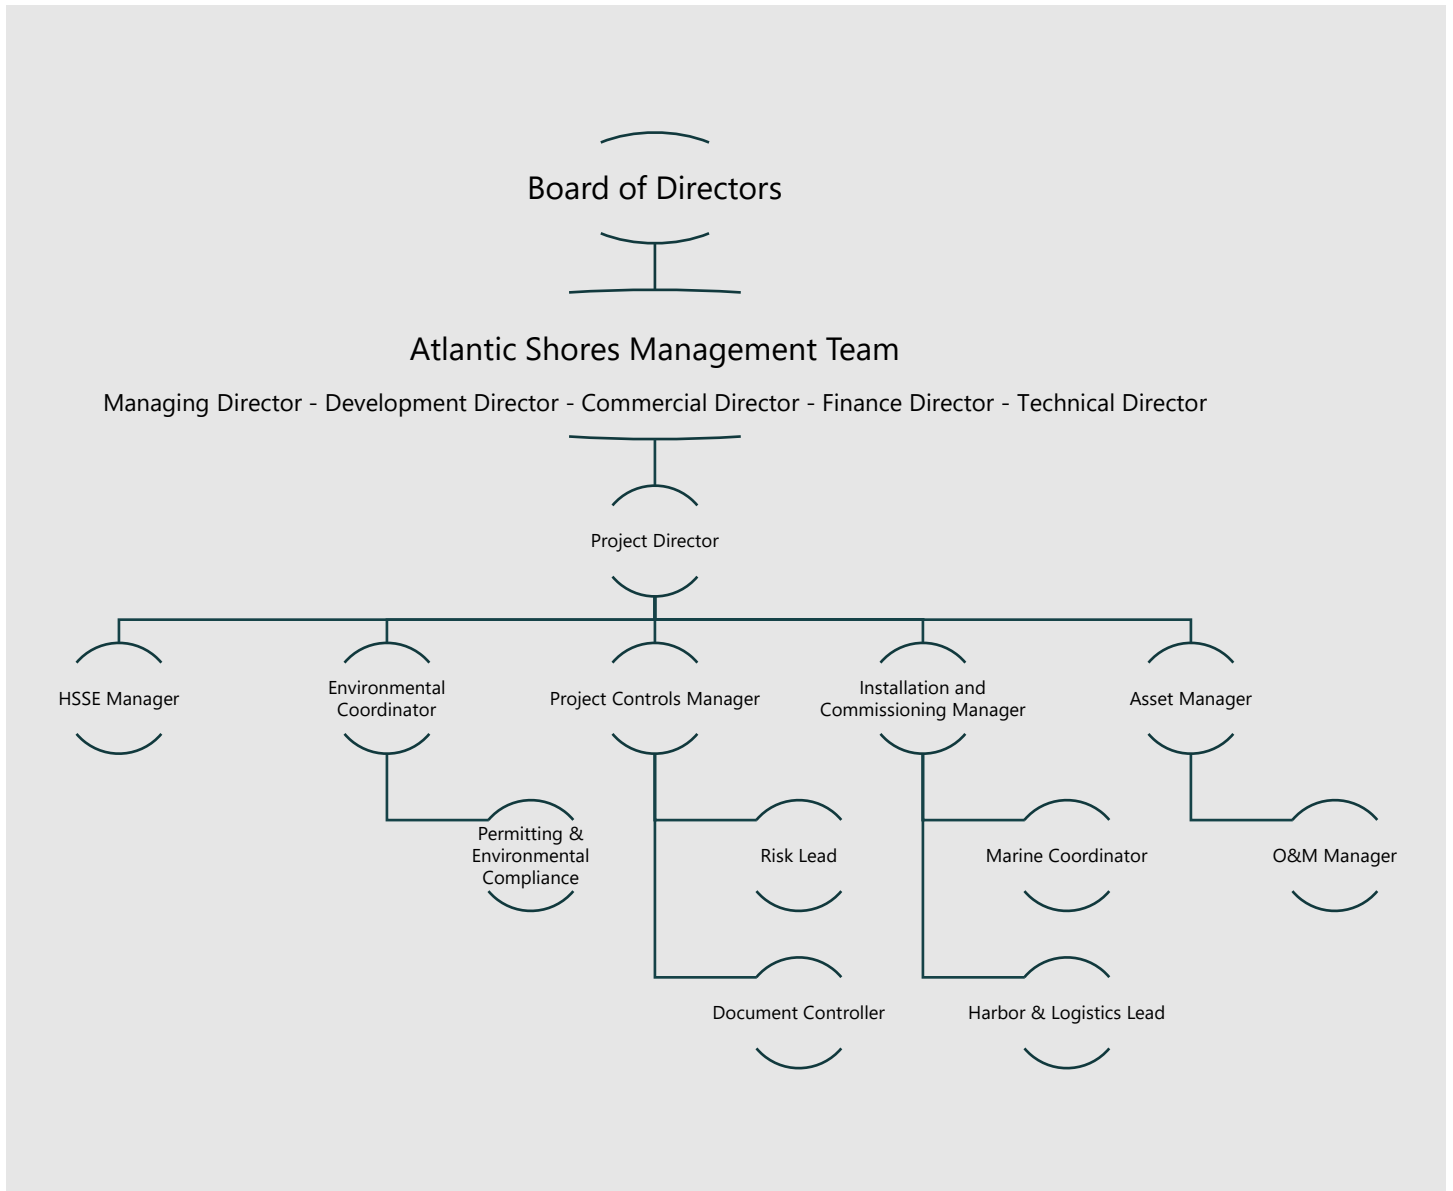 Board of Directors
Atlantic Shores Management Team
Managing Director - Development Director - Commercial Director - Finance Director - Technical Director
Project Director
HSSE Manager
Environmental
Coordinator
Project Controls Manager
Installation and
Commissioning Manager
Asset Manager
Permitting &
Environmental
Compliance
Risk Lead
Marine Coordinator
O&M Manager
Document Controller
Harbor & Logistics Lead